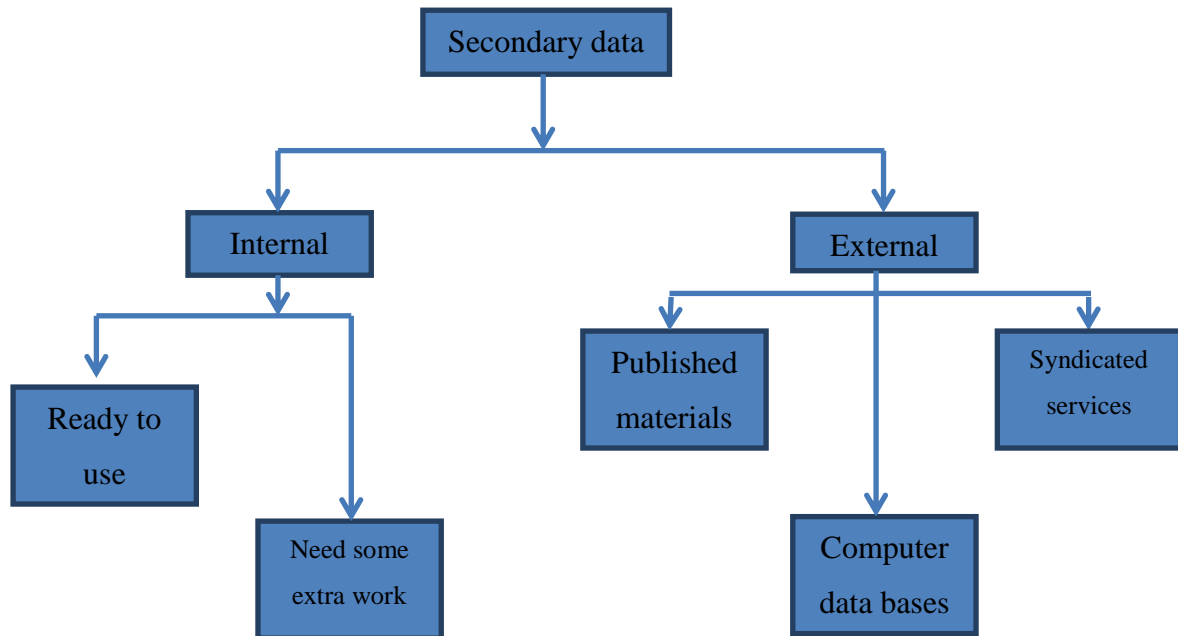 Secondary data
Internal
External
Ready to
use
Need some
extra work
Published
materials
Computer
data bases
Syndicated
services